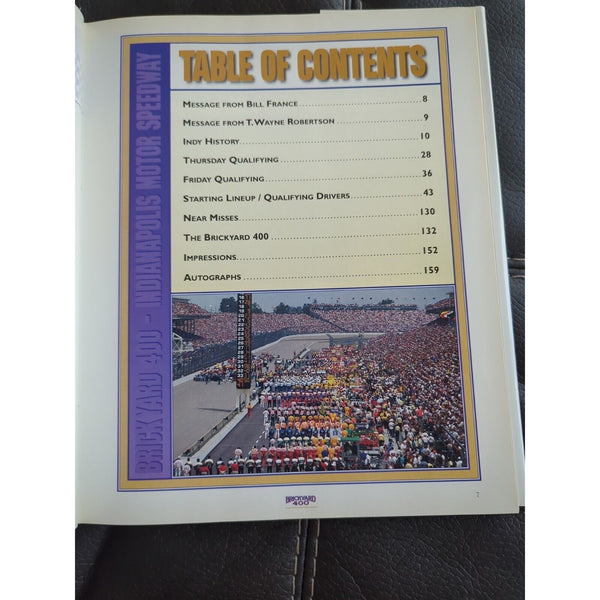 TABLE OF CONTENTS
BRICKYARD 400 – INDIANAPOLIS MOTOR SPEEDWAY
MESSAGE FROM BILL FRANCE 8
MESSAGE FROM T. WAYNE ROBERTSON 9
INDY HISTORY 10
THURSDAY QUALIFYING 28
FRIDAY QUALIFYING 36
STARTING LINEUP / QUALIFYING DRIVERS 43
NEAR MISSES 130
THE BRICKYARD 400 132
IMPRESSIONS 152
AUTOGRAPHS 159
BRICKYARD
400
7